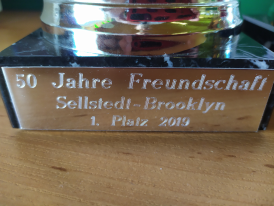 50 Jahre Freundschaft
Sellstedt-Brooklyn
1. Platz 2019